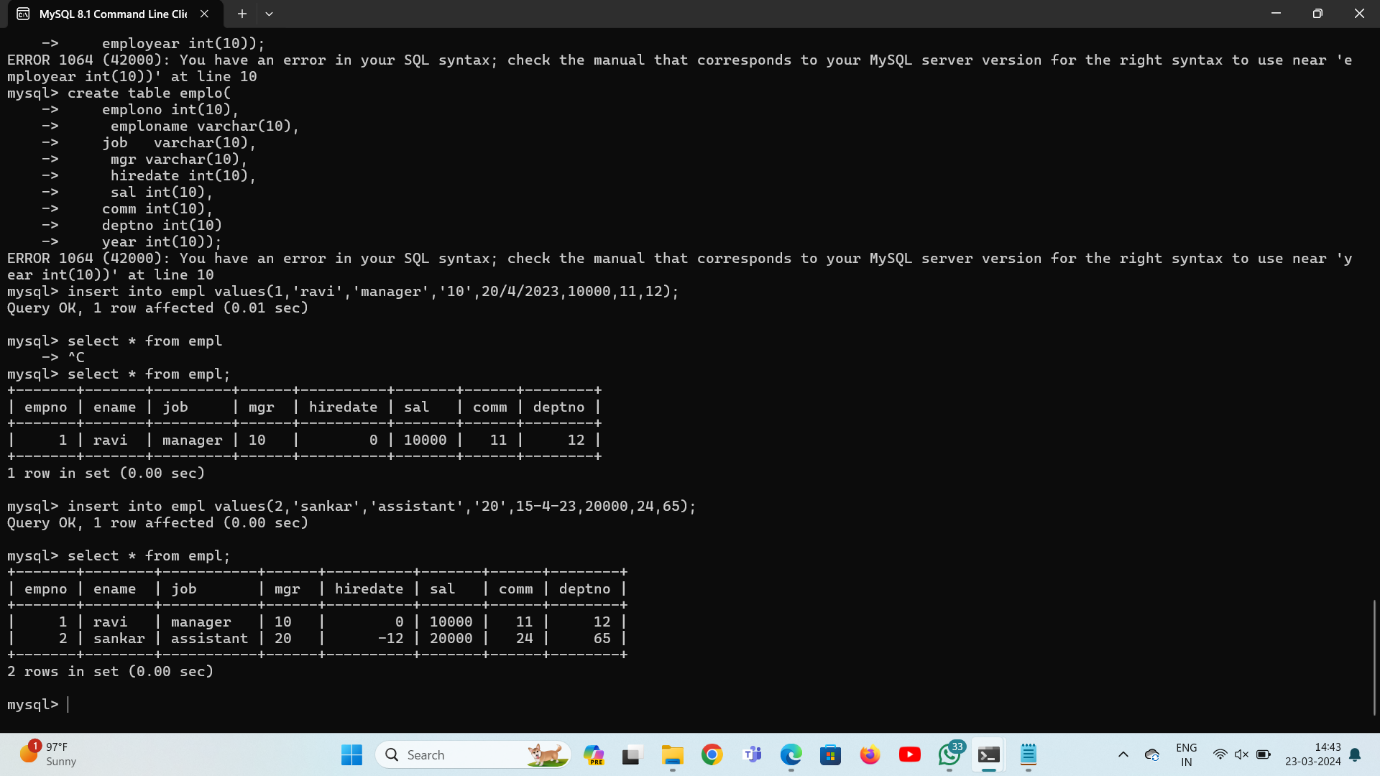 MySQL 8.1 Command Line Clie
->     employear int(10));
ERROR 1064 (42000): You have an error in your SQL syntax; check the manual that corresponds to your MySQL server version for the right syntax to use near 'e
mployear int(10))' at line 10
mysql> create table emplo(
->     emplono int(10),
->      emploname varchar(10),
->     job   varchar(10),
->      mgr varchar(10),
->      hiredate int(10),
->      sal int(10),
->     comm int(10),
->     deptno int(10)
->     year int(10));
ERROR 1064 (42000): You have an error in your SQL syntax; check the manual that corresponds to your MySQL server version for the right syntax to use near 'y
ear int(10))' at line 10
mysql> insert into empl values(1,'ravi','manager','10',20/4/2023,10000,11,12);
Query OK, 1 row affected (0.01 sec)
mysql> select * from empl
-> ^C
mysql> select * from empl;
+-------+-------+---------+------+----------+-------+------+--------+
| empno | ename | job     | mgr  | hiredate | sal   | comm | deptno |
+-------+-------+---------+------+----------+-------+------+--------+
|     1 | ravi  | manager | 10   |        0 | 10000 |   11 |     12 |
+-------+-------+---------+------+----------+-------+------+--------+
1 row in set (0.00 sec)
mysql> insert into empl values(2,'sankar','assistant','20',15-4-23,20000,24,65);
Query OK, 1 row affected (0.00 sec)
mysql> select * from empl;
+-------+--------+-----------+------+----------+-------+------+--------+
| empno | ename  | job       | mgr  | hiredate | sal   | comm | deptno |
+-------+--------+-----------+------+----------+-------+------+--------+
|     1 | ravi   | manager   | 10   |        0 | 10000 |   11 |     12 |
|     2 | sankar | assistant | 20   |      -12 | 20000 |   24 |     65 |
+-------+--------+-----------+------+----------+-------+------+--------+
2 rows in set (0.00 sec)
mysql>
1
97°F
Sunny
Search
PRE
33
ENG
IN
14:43
23-03-2024